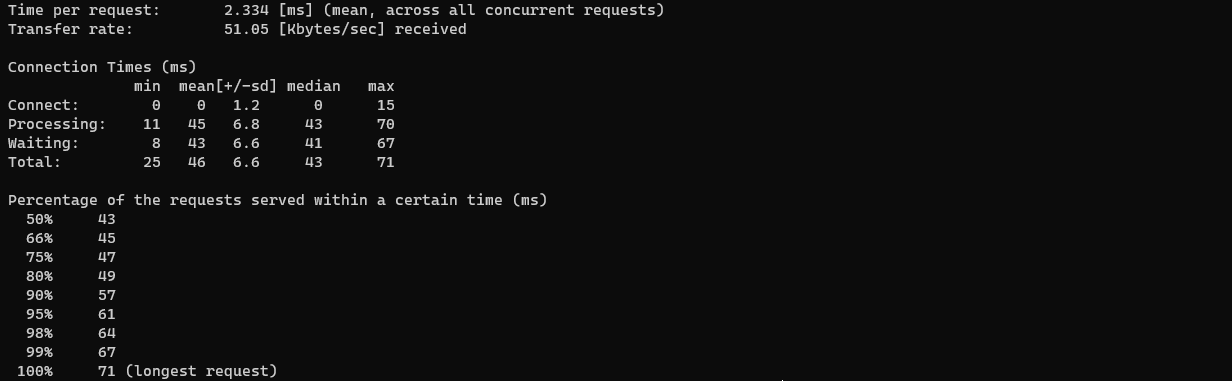 Time per request:       2.334 [ms] (mean, across all concurrent requests)
Transfer rate:          51.05 [Kbytes/sec] received

Connection Times (ms)
              min  mean[+/-sd] median   max
Connect:        0    0   1.2      0      15
Processing:    11   45   6.8     43      70
Waiting:        8   43   6.6     41      67
Total:         25   46   6.6     43      71

Percentage of the requests served within a certain time (ms)
  50%     43
  66%     45
  75%     47
  80%     49
  90%     57
  95%     61
  98%     64
  99%     67
 100%     71 (longest request)